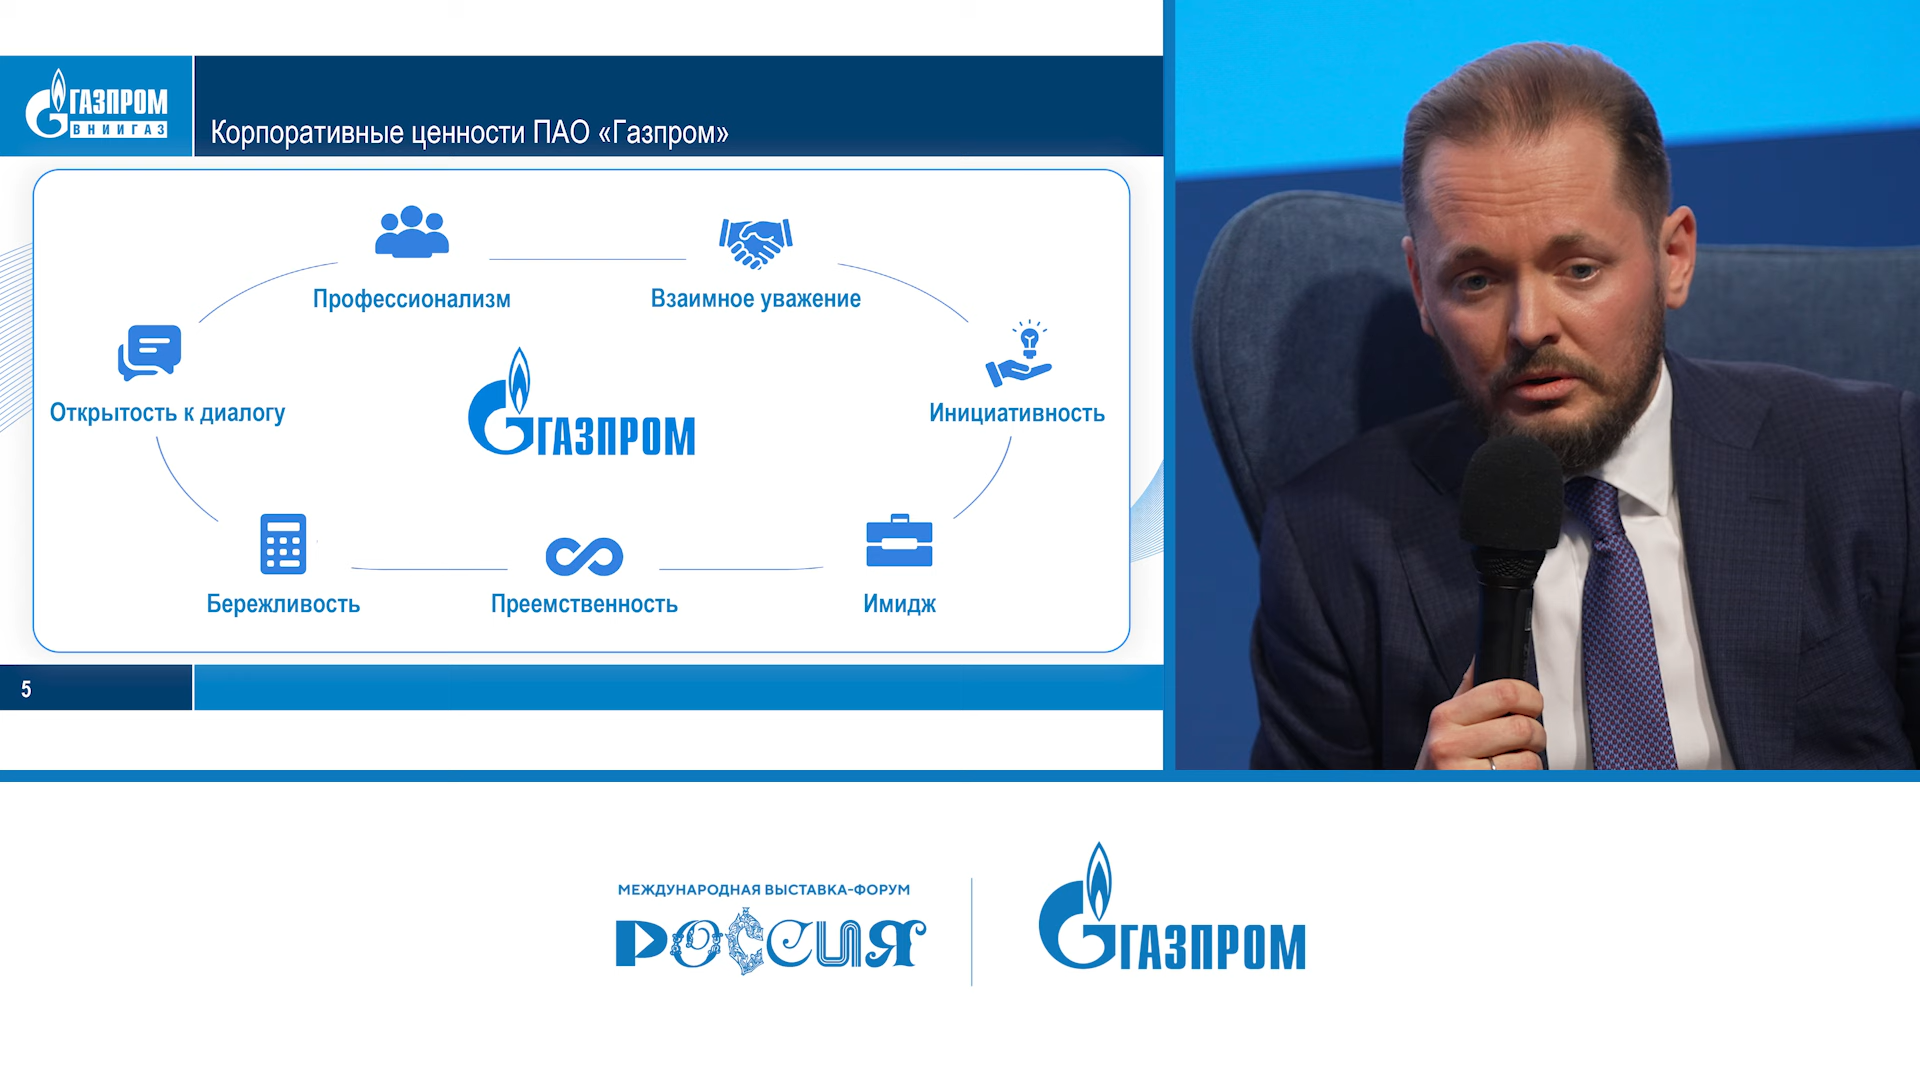 ГАЗПРОМ
ВНИИГАЗ
Корпоративные ценности ПАО «Газпром»
Профессионализм
Взаимное уважение
Открытость к диалогу
Инициативность
ГАЗПРОМ
Бережливость
Преемственность
Имидж
5
МЕЖДУНАРОДНАЯ ВЫСТАВКА-ФОРУМ
РОССИЯ
ГАЗПРОМ